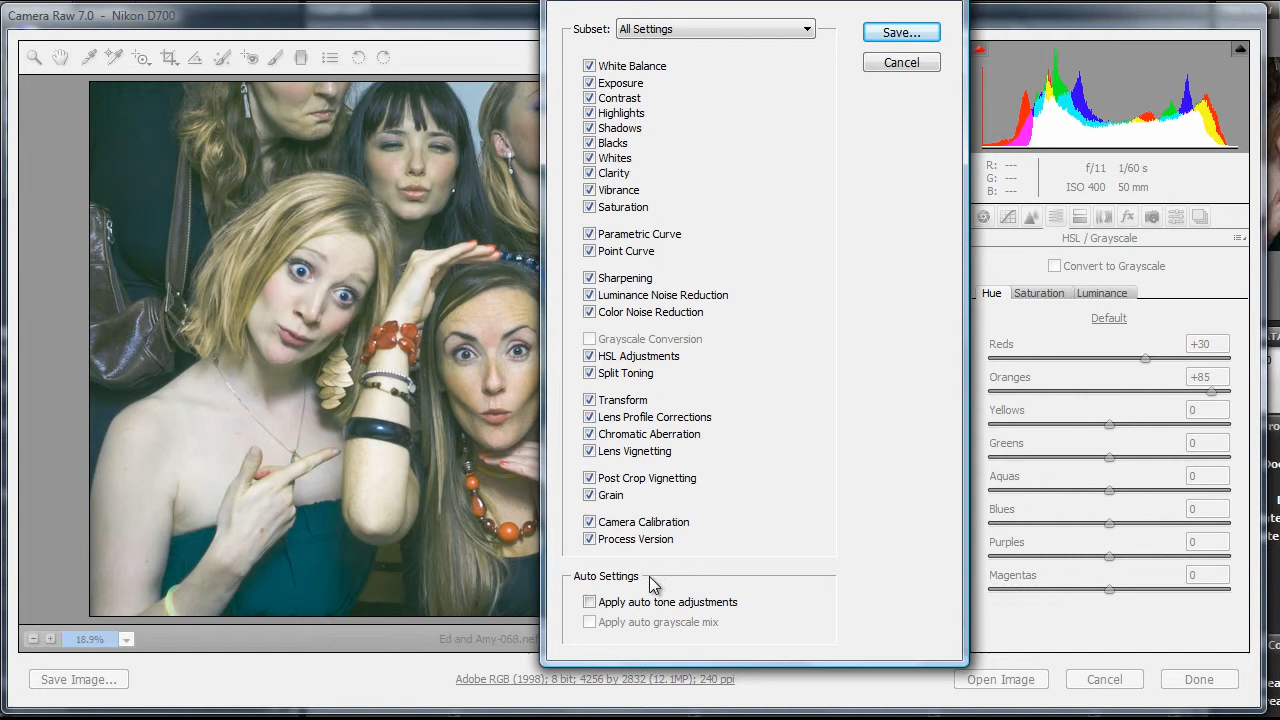 Camera Raw 7.0 - Nikon D700
Subset: All Settings
Save...
Cancel
White Balance
Exposure
Contrast
Highlights
Shadows
Blacks
Whites
Clarity
Vibrance
Saturation
Parametric Curve
Point Curve
Sharpening
Luminance Noise Reduction
Color Noise Reduction
Grayscale Conversion
HSL Adjustments
Split Toning
Transform
Lens Profile Corrections
Chromatic Aberration
Lens Vignetting
Post Crop Vignetting
Grain
Camera Calibration
Process Version
Auto Settings
Apply auto tone adjustments
Apply auto grayscale mix
R: ---
G: ---
B: ---
f/11 1/60 s
ISO 400 50 mm
fx
HSL / Grayscale
Convert to Grayscale
Hue Saturation Luminance
Default
Reds +30
Oranges +85
Yellows 0
Greens 0
Aquas 0
Blues 0
Purples 0
Magentas 0
18.9%
Ed and Amy-068.nef
Save Image...
Adobe RGB (1998); 8 bit; 4256 by 2832 (12.1MP); 240 ppi
Open Image
Cancel
Done